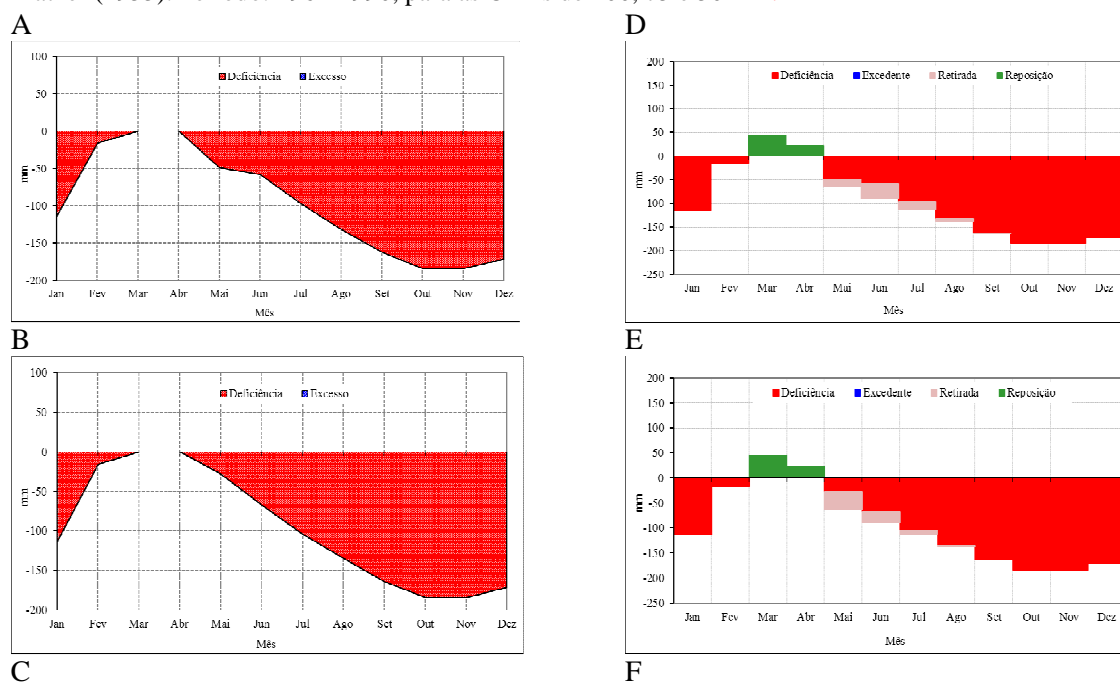 A
100
50
0
-50
-100
-150
-200
mm
Deficiência Excesso
Jan Fev Mar Abr Mai Jun Jul Ago Set Out Nov Dez
Mês
D
200
150
100
50
0
-50
-100
-150
-200
-250
mm
Deficiência Excedente Retirada Reposição
Jan Fev Mar Abr Mai Jun Jul Ago Set Out Nov Dez
Mês
B
100
50
0
-50
-100
-150
-200
mm
Deficiência Excesso
Jan Fev Mar Abr Mai Jun Jul Ago Set Out Nov Dez
Mês
E
200
150
100
50
0
-50
-100
-150
-200
-250
mm
Deficiência Excedente Retirada Reposição
Jan Fev Mar Abr Mai Jun Jul Ago Set Out Nov Dez
Mês
C
F